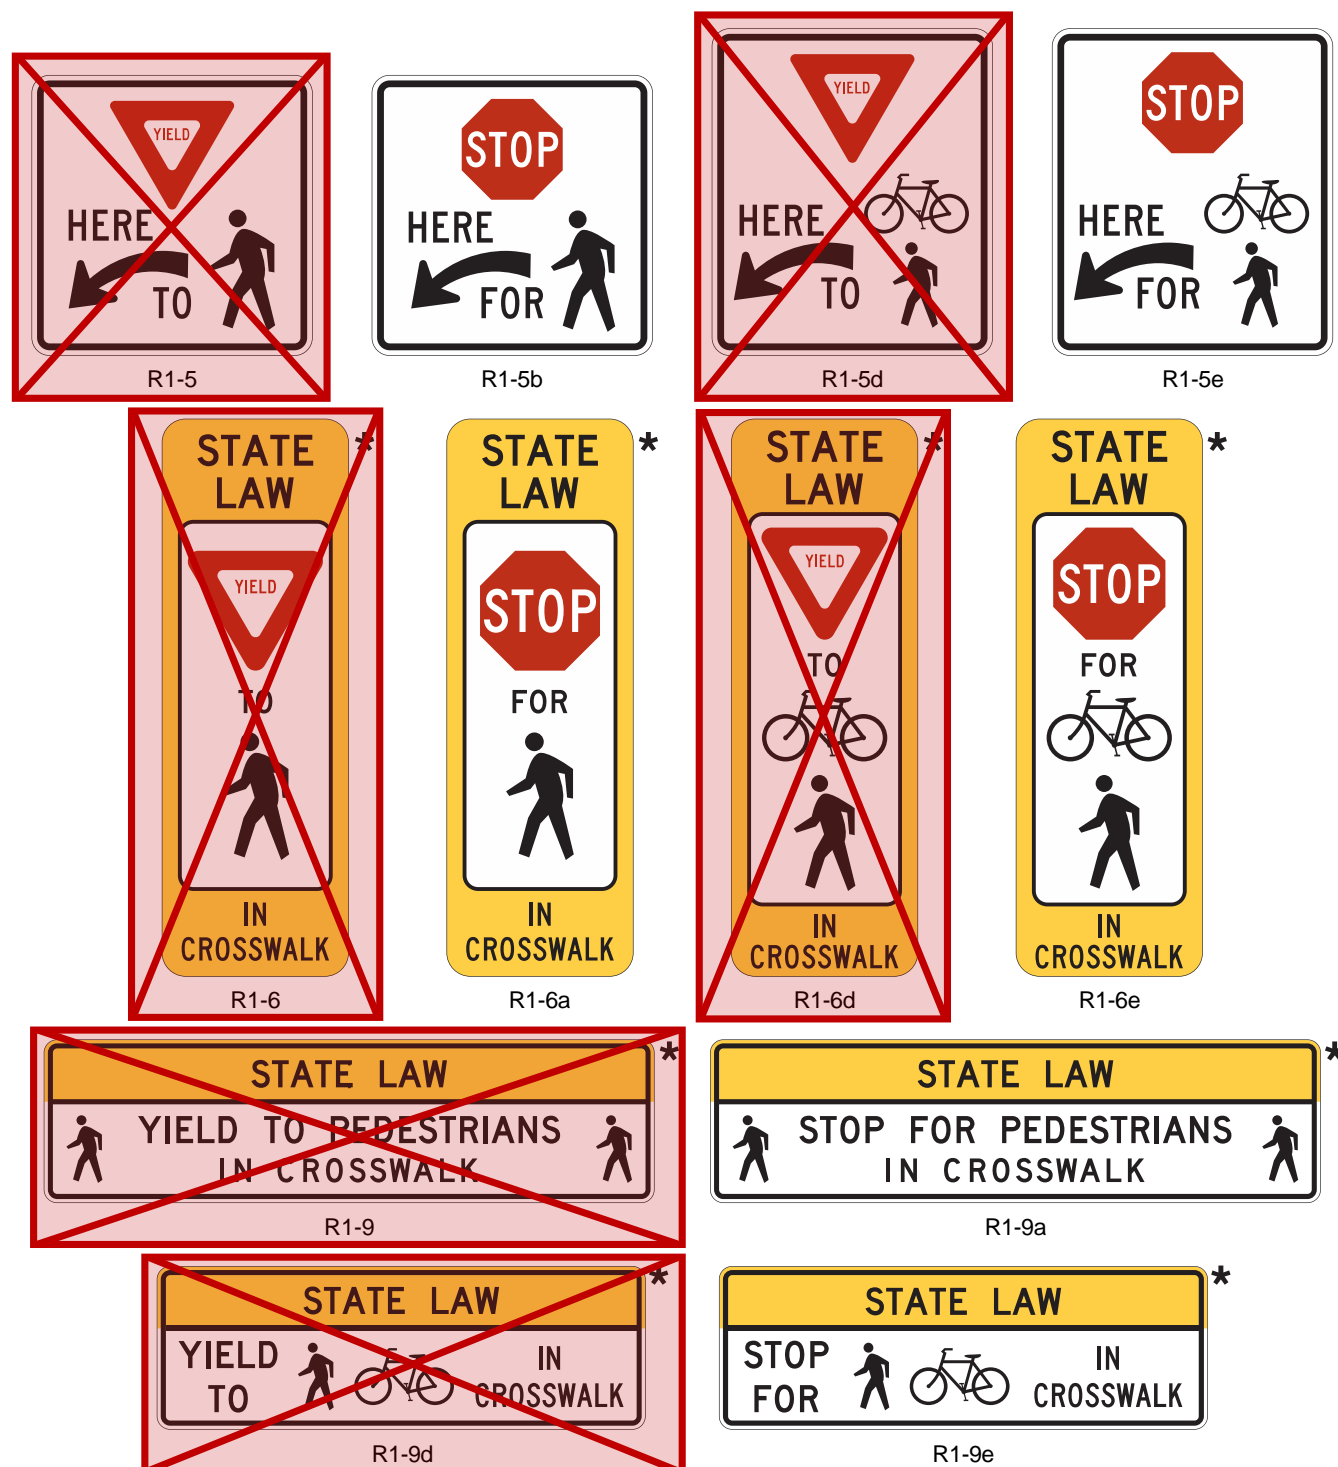 YIELD
HERE
TO
R1-5
STOP
HERE
FOR
R1-5b
YIELD
HERE
TO
R1-5d
STOP
HERE
FOR
R1-5e
STATE
LAW
*
YIELD
TO
IN
CROSSWALK
R1-6
STATE
LAW
*
STOP
FOR
IN
CROSSWALK
R1-6a
STATE
LAW
*
YIELD
TO
IN
CROSSWALK
R1-6d
STATE
LAW
*
STOP
FOR
IN
CROSSWALK
R1-6e
STATE LAW
*
YIELD TO PEDESTRIANS
IN CROSSWALK
R1-9
STATE LAW
*
STOP FOR PEDESTRIANS
IN CROSSWALK
R1-9a
STATE LAW
*
YIELD
TO
IN
CROSSWALK
R1-9d
STATE LAW
*
STOP
FOR
IN
CROSSWALK
R1-9e